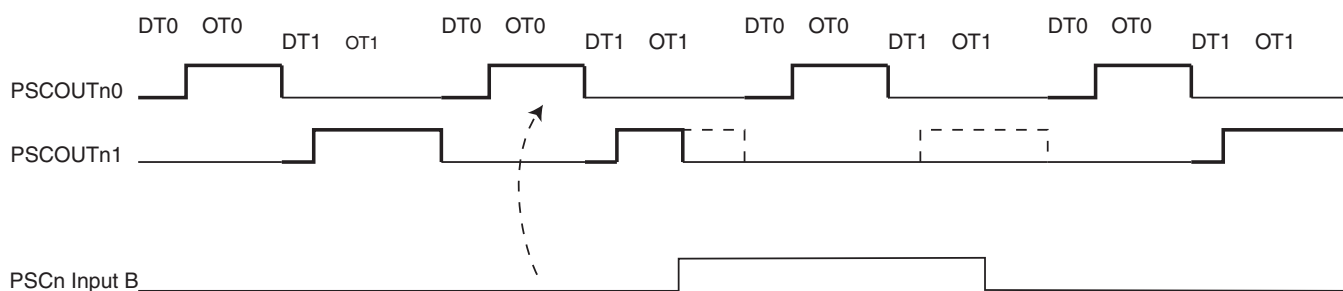 DT0 OT0 DT0 OT0 DT0 OT0 DT0 OT0
DT1 OT1 DT1 OT1 DT1 OT1 DT1 OT1
PSCOUTn0
PSCOUTn1
PSCn Input B